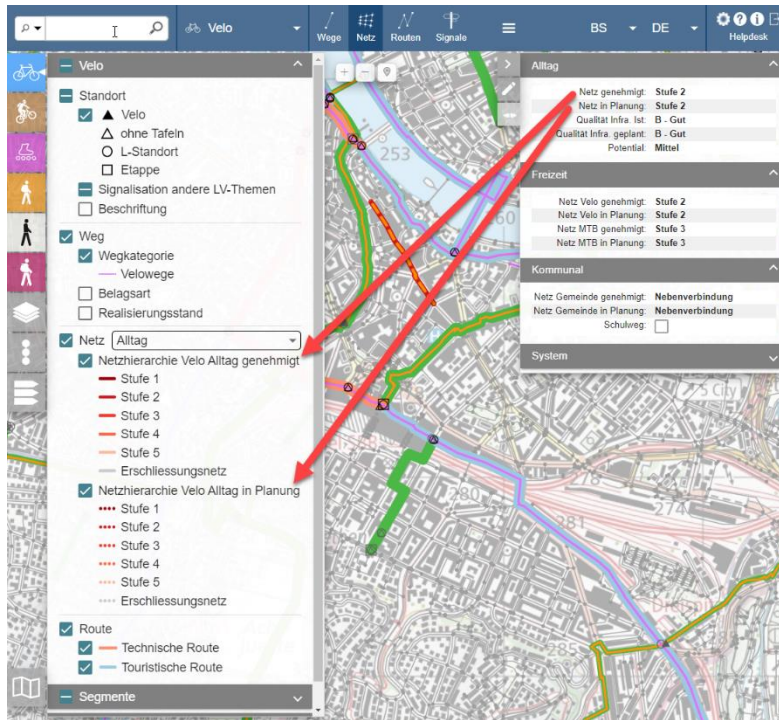 Velo
Wege
Netz
Routen
Signale
BS
DE
Helpdesk
Velo
Standort
Velo
ohne Tafeln
L-Standort
Etappe
Signalisation andere LV-Themen
Beschriftung
Weg
Wegkategorie
Velowege
Belagsart
Realisierungsstand
Netz Alltag
Netzhierarchie Velo Alltag genehmigt
Stufe 1
Stufe 2
Stufe 3
Stufe 4
Stufe 5
Erschliessungsnetz
Netzhierarchie Velo Alltag in Planung
Stufe 1
Stufe 2
Stufe 3
Stufe 4
Stufe 5
Erschliessungsnetz
Route
Technische Route
Touristische Route
Segmente
253
260
280
278
281
274
285
Alltag
Netz genehmigt: Stufe 2
Netz in Planung: Stufe 2
Qualität Infra. Ist: B - Gut
Qualität Infra. geplant: B - Gut
Potential: Mittel
Freizeit
Netz Velo genehmigt: Stufe 2
Netz Velo in Planung: Stufe 2
Netz MTB genehmigt: Stufe 3
Netz MTB in Planung: Stufe 3
Kommunal
Netz Gemeinde genehmigt: Nebenverbindung
Netz Gemeinde in Planung: Nebenverbindung
Schulweg:
System